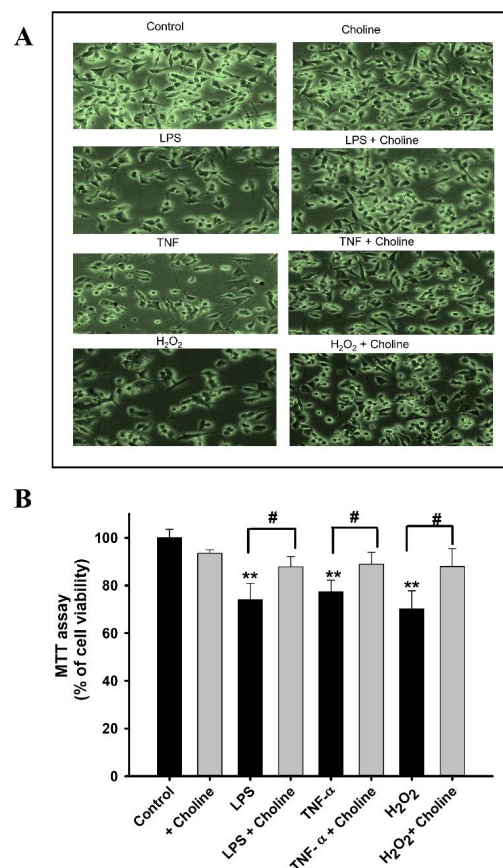 A
Control Choline
LPS LPS + Choline
TNF TNF + Choline
H₂O₂ H₂O₂ + Choline
B
# # #
** ** **
MTT assay
(% of cell viability)
100
80
60
40
20
0
Control
+ Choline
LPS
LPS + Choline
TNF-α
TNF- α + Choline
H₂O₂
H₂O₂+ Choline